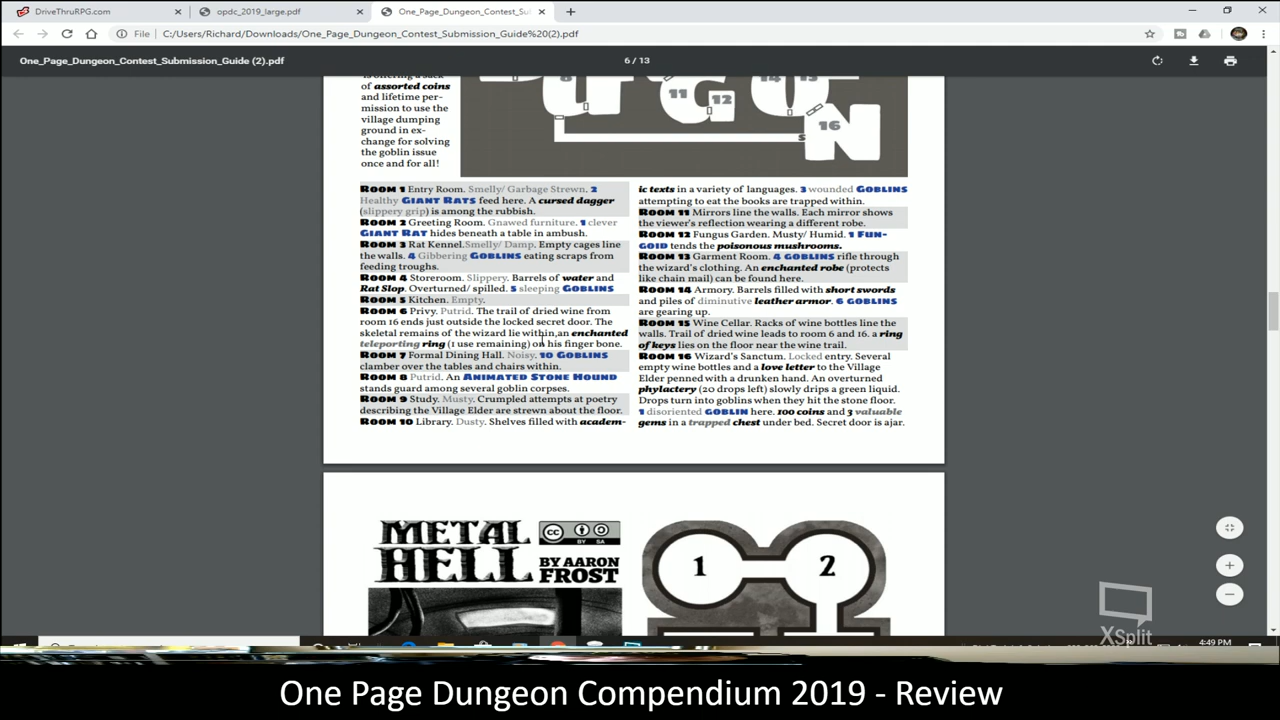 DriveThruRPG.com
opdc_2019_large.pdf
One_Page_Dungeon_Contest_Su
File
C:/Users/Richard/Downloads/One_Page_Dungeon_Contest_Submission_Guide%20(2).pdf
One_Page_Dungeon_Contest_Submission_Guide (2).pdf
6 / 13
is offering a sack
of assorted coins
and lifetime per-
mission to use the
village dumping
ground in ex-
change for solving
the goblin issue
once and for all!
8
11
12
16
S
N
ROOM 1 Entry Room. Smelly/ Garbage Strewn. 2
Healthy GIANT RATS feed here. A cursed dagger
(slippery grip) is among the rubbish.
ROOM 2 Greeting Room. Gnawed furniture. 1 clever
GIANT RAT hides beneath a table in ambush.
ROOM 3 Rat Kennel.Smelly/ Damp. Empty cages line
the walls. 4 Gibbering GOBLINS eating scraps from
feeding troughs.
ROOM 4 Storeroom. Slippery. Barrels of water and
Rat Slop. Overturned/ spilled. 5 sleeping GOBLINS
ROOM 5 Kitchen. Empty.
ROOM 6 Privy. Putrid. The trail of dried wine from
room 16 ends just outside the locked secret door. The
skeletal remains of the wizard lie within,an enchanted
teleporting ring (1 use remaining) on his finger bone.
ROOM 7 Formal Dining Hall. Noisy. 10 GOBLINS
clamber over the tables and chairs within.
ROOM 8 Putrid. An ANIMATED STONE HOUND
stands guard among several goblin corpses.
ROOM 9 Study. Musty. Crumpled attempts at poetry
describing the Village Elder are strewn about the floor.
ROOM 10 Library. Dusty. Shelves filled with academ-
ic texts in a variety of languages. 3 wounded GOBLINS
attempting to eat the books are trapped within.
ROOM 11 Mirrors line the walls. Each mirror shows
the viewer's reflection wearing a different robe.
ROOM 12 Fungus Garden. Musty/ Humid. 1 FUN-
GOID tends the poisonous mushrooms.
ROOM 13 Garment Room. 4 GOBLINS rifle through
the wizard's clothing. An enchanted robe (protects
like chain mail) can be found here.
ROOM 14 Armory. Barrels filled with short swords
and piles of diminutive leather armor. 6 GOBLINS
are gearing up.
ROOM 15 Wine Cellar. Racks of wine bottles line the
walls. Trail of dried wine leads to room 6 and 16. a ring
of keys lies on the floor near the wine trail.
ROOM 16 Wizard's Sanctum. Locked entry. Several
empty wine bottles and a love letter to the Village
Elder penned with a drunken hand. An overturned
phylactery (20 drops left) slowly drips a green liquid.
Drops turn into goblins when they hit the stone floor.
1 disoriented GOBLIN here. 100 coins and 3 valuable
gems in a trapped chest under bed. Secret door is ajar.
METAL
HELL
CC BY SA
BY AARON
FROST
1
2
XSplit
4:49 PM
One Page Dungeon Compendium 2019 - Review